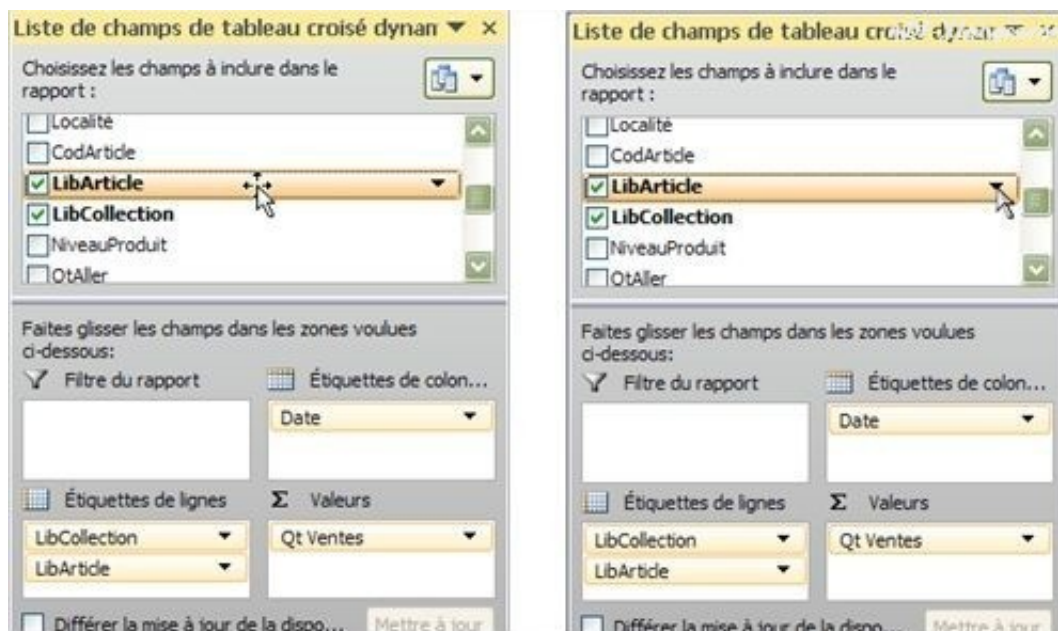 Liste de champs de tableau croisé dynan
Choisissez les champs à inclure dans le
rapport :
Localité
CodArticle
LibArticle
LibCollection
NiveauProduit
OtAller
Faites glisser les champs dans les zones voulues
ci-dessous:
Filtre du rapport
Étiquettes de colon...
Date
Étiquettes de lignes
Σ Valeurs
LibCollection
Qt Ventes
LibArticle
Différer la mise à jour de la dispo...
Mettre à jour
Liste de champs de tableau croisé dynan
Choisissez les champs à inclure dans le
rapport :
Localité
CodArticle
LibArticle
LibCollection
NiveauProduit
OtAller
Faites glisser les champs dans les zones voulues
ci-dessous:
Filtre du rapport
Étiquettes de colon...
Date
Étiquettes de lignes
Σ Valeurs
LibCollection
Qt Ventes
LibArticle
Différer la mise à jour de la dispo...
Mettre à jour